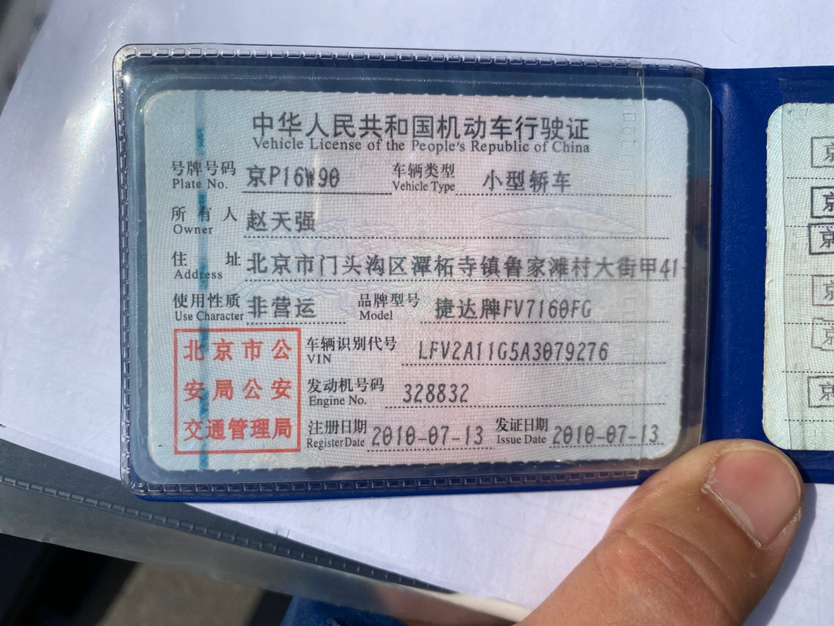 中华人民共和国机动车行驶证
Vehicle License of the People's Republic of China
号牌号码 京P16W90 车辆类型 小型轿车
Plate No. Vehicle Type
所有人 赵天强
Owner
住址 北京市门头沟区潭柘寺镇鲁家滩村大街甲41
Address
使用性质 非营运 品牌型号 捷达牌FV7160FG
Use Character Model
北京市公
安局公安
交通管理局
车辆识别代号 LFV2A11G5A3079276
VIN
发动机号码 328832
Engine No.
注册日期 2010-07-13 发证日期 2010-07-13
Register Date Issue Date
京
京
京
京
京
京